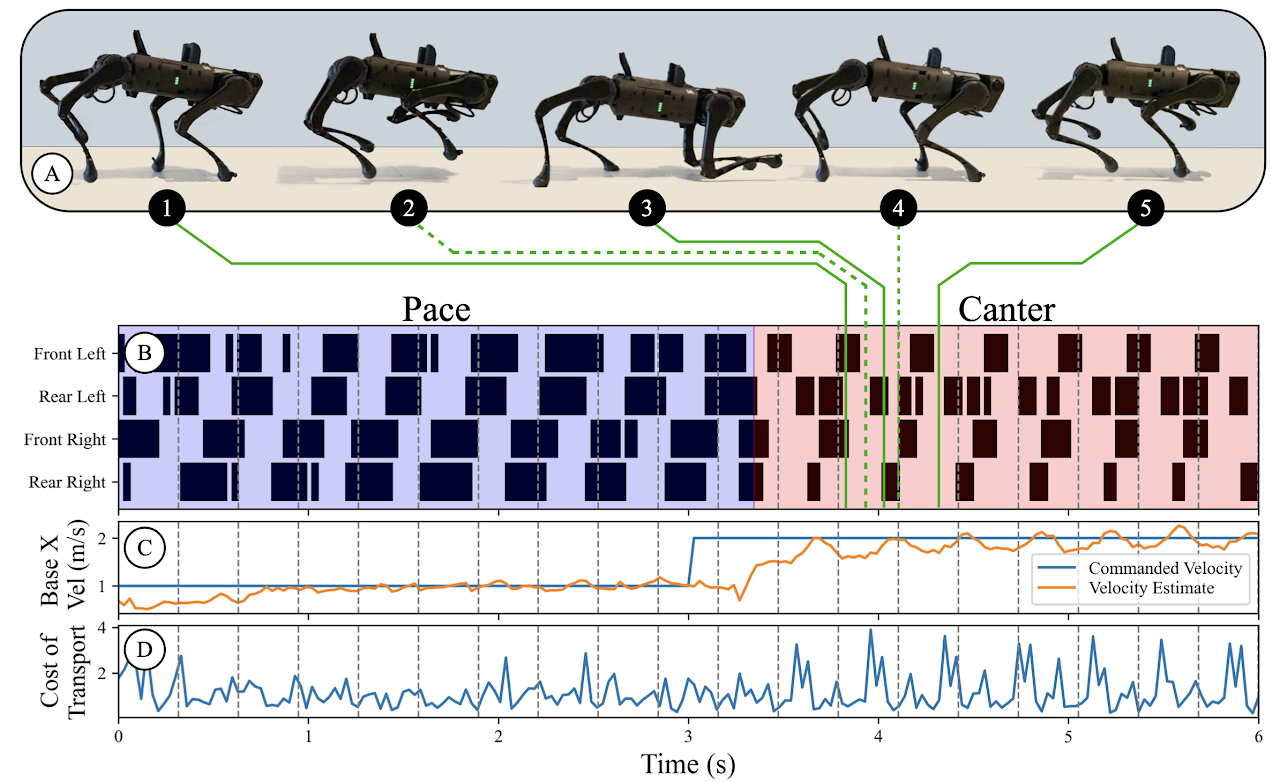 A
1 2 3 4 5
Pace Canter
B
Front Left
Rear Left
Front Right
Rear Right
C
Base X
Vel (m/s)
2
1
Commanded Velocity
Velocity Estimate
D
Cost of
Transport
4
2
0 1 2 3 4 5 6
Time (s)